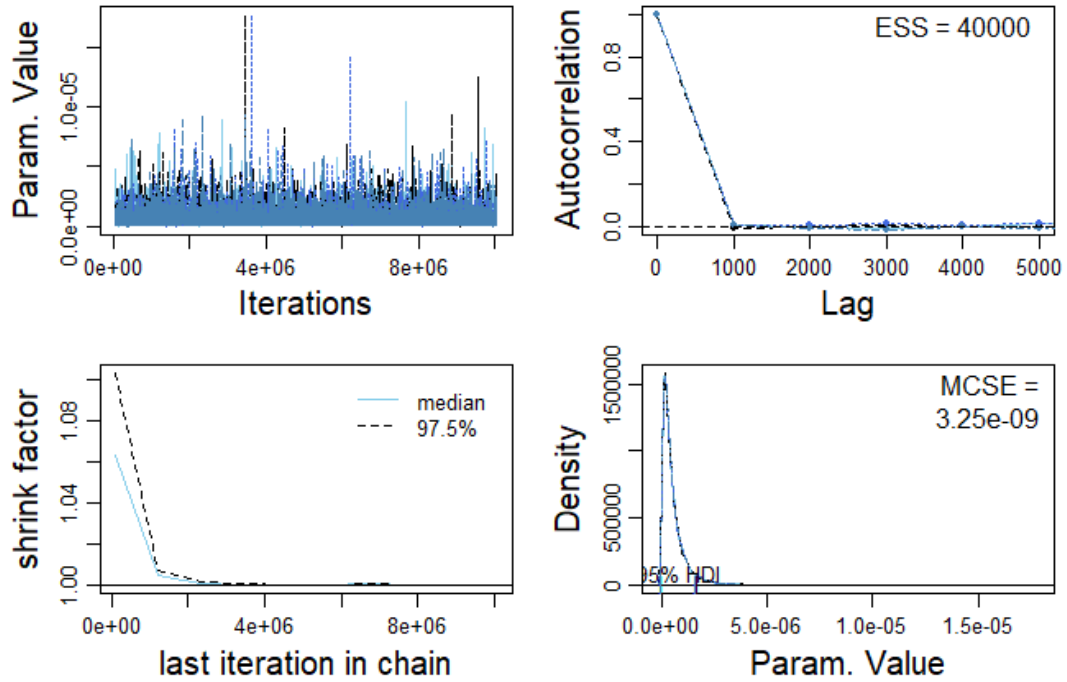 Param. Value
0.0e+00
1.0e-05
0e+00
4e+06
8e+06
Iterations
Autocorrelation
0.0
0.4
0.8
ESS = 40000
0
1000
2000
3000
4000
5000
Lag
shrink factor
1.00
1.04
1.08
median
97.5%
0e+00
4e+06
8e+06
last iteration in chain
Density
0
500000
1500000
MCSE =
3.25e-09
95% HDI
0.0e+00
5.0e-06
1.0e-05
1.5e-05
Param. Value